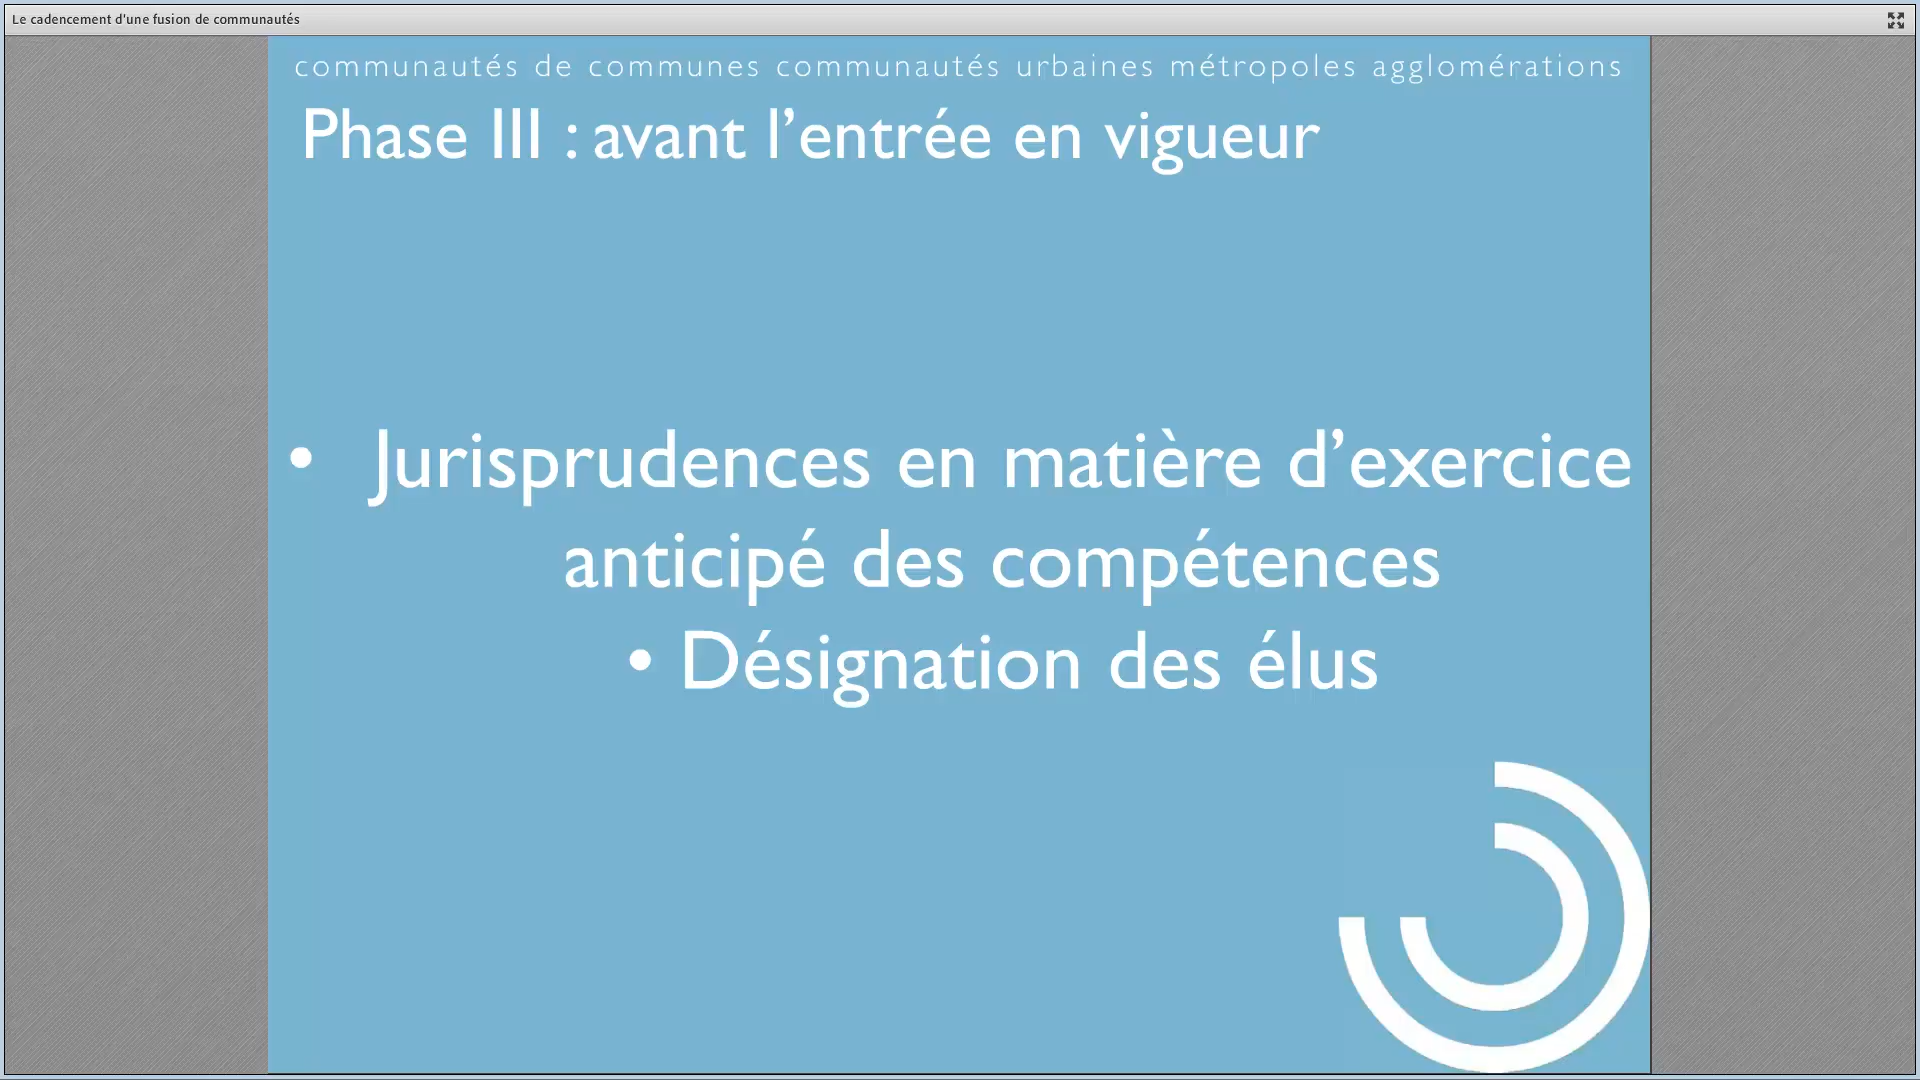 Le cadencement d'une fusion de communautés
communautés de communes communautés urbaines métropoles agglomérations
Phase III : avant l’entrée en vigueur
• Jurisprudences en matière d’exercice
anticipé des compétences
• Désignation des élus